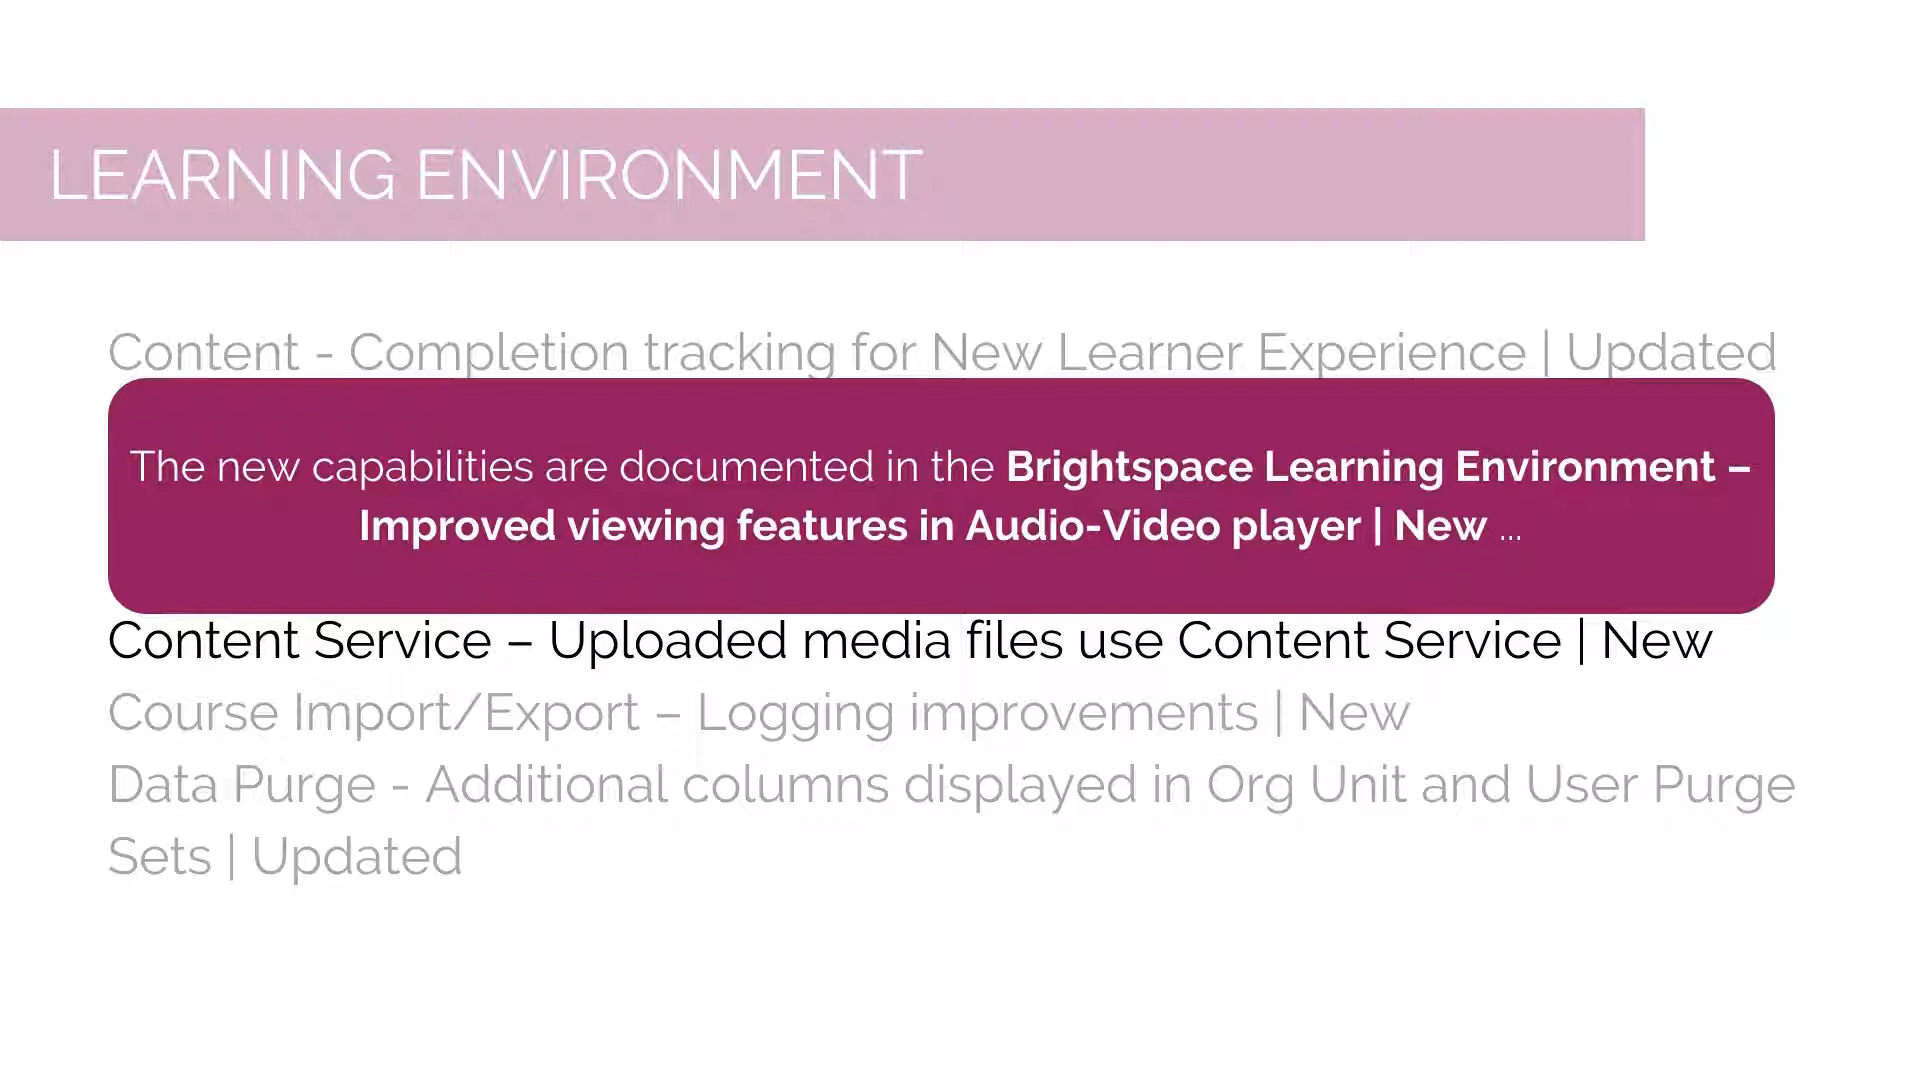 LEARNING ENVIRONMENT
Content - Completion tracking for New Learner Experience | Updated
The new capabilities are documented in the Brightspace Learning Environment –
Improved viewing features in Audio-Video player | New ...
Content Service – Uploaded media files use Content Service | New
Course Import/Export – Logging improvements | New
Data Purge - Additional columns displayed in Org Unit and User Purge
Sets | Updated